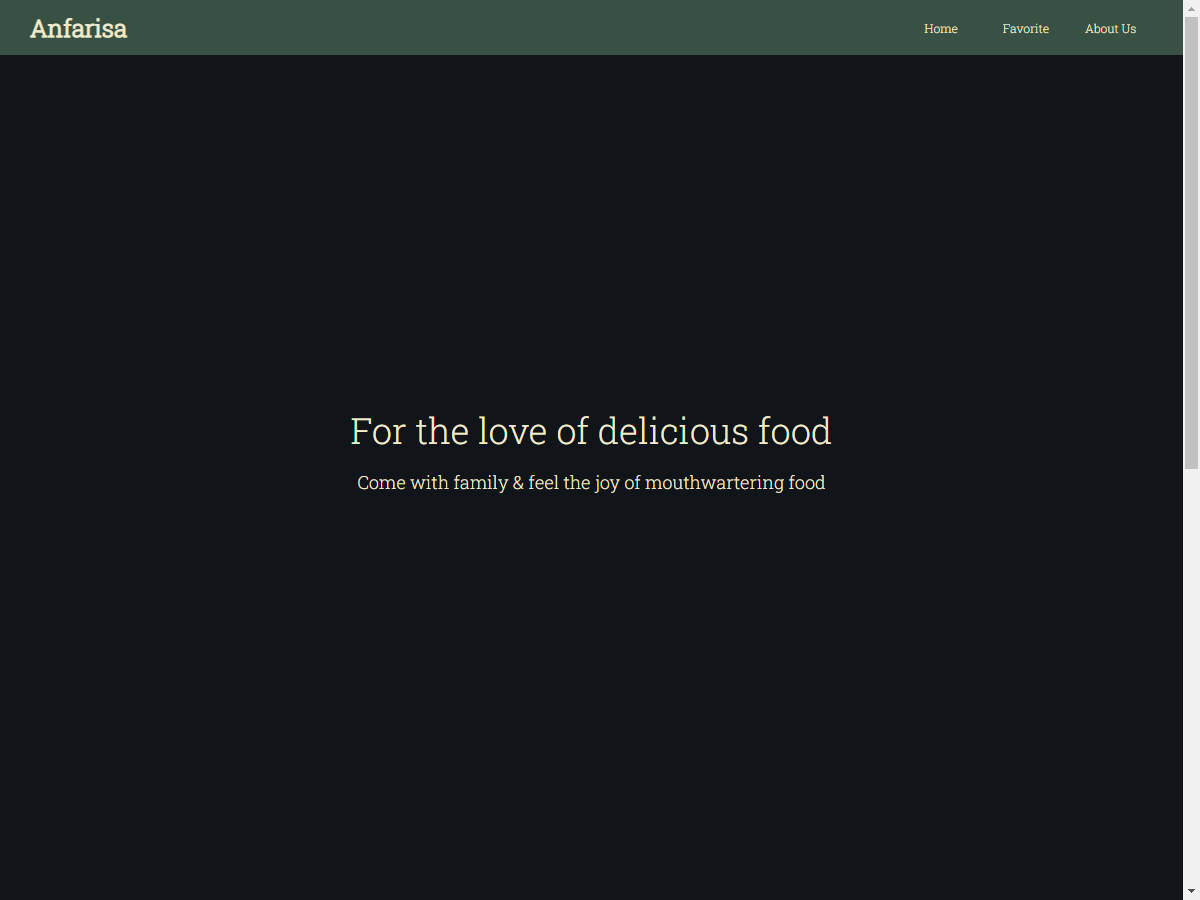 Anfarisa
Home
Favorite
About Us
For the love of delicious food
Come with family & feel the joy of mouthwartering food